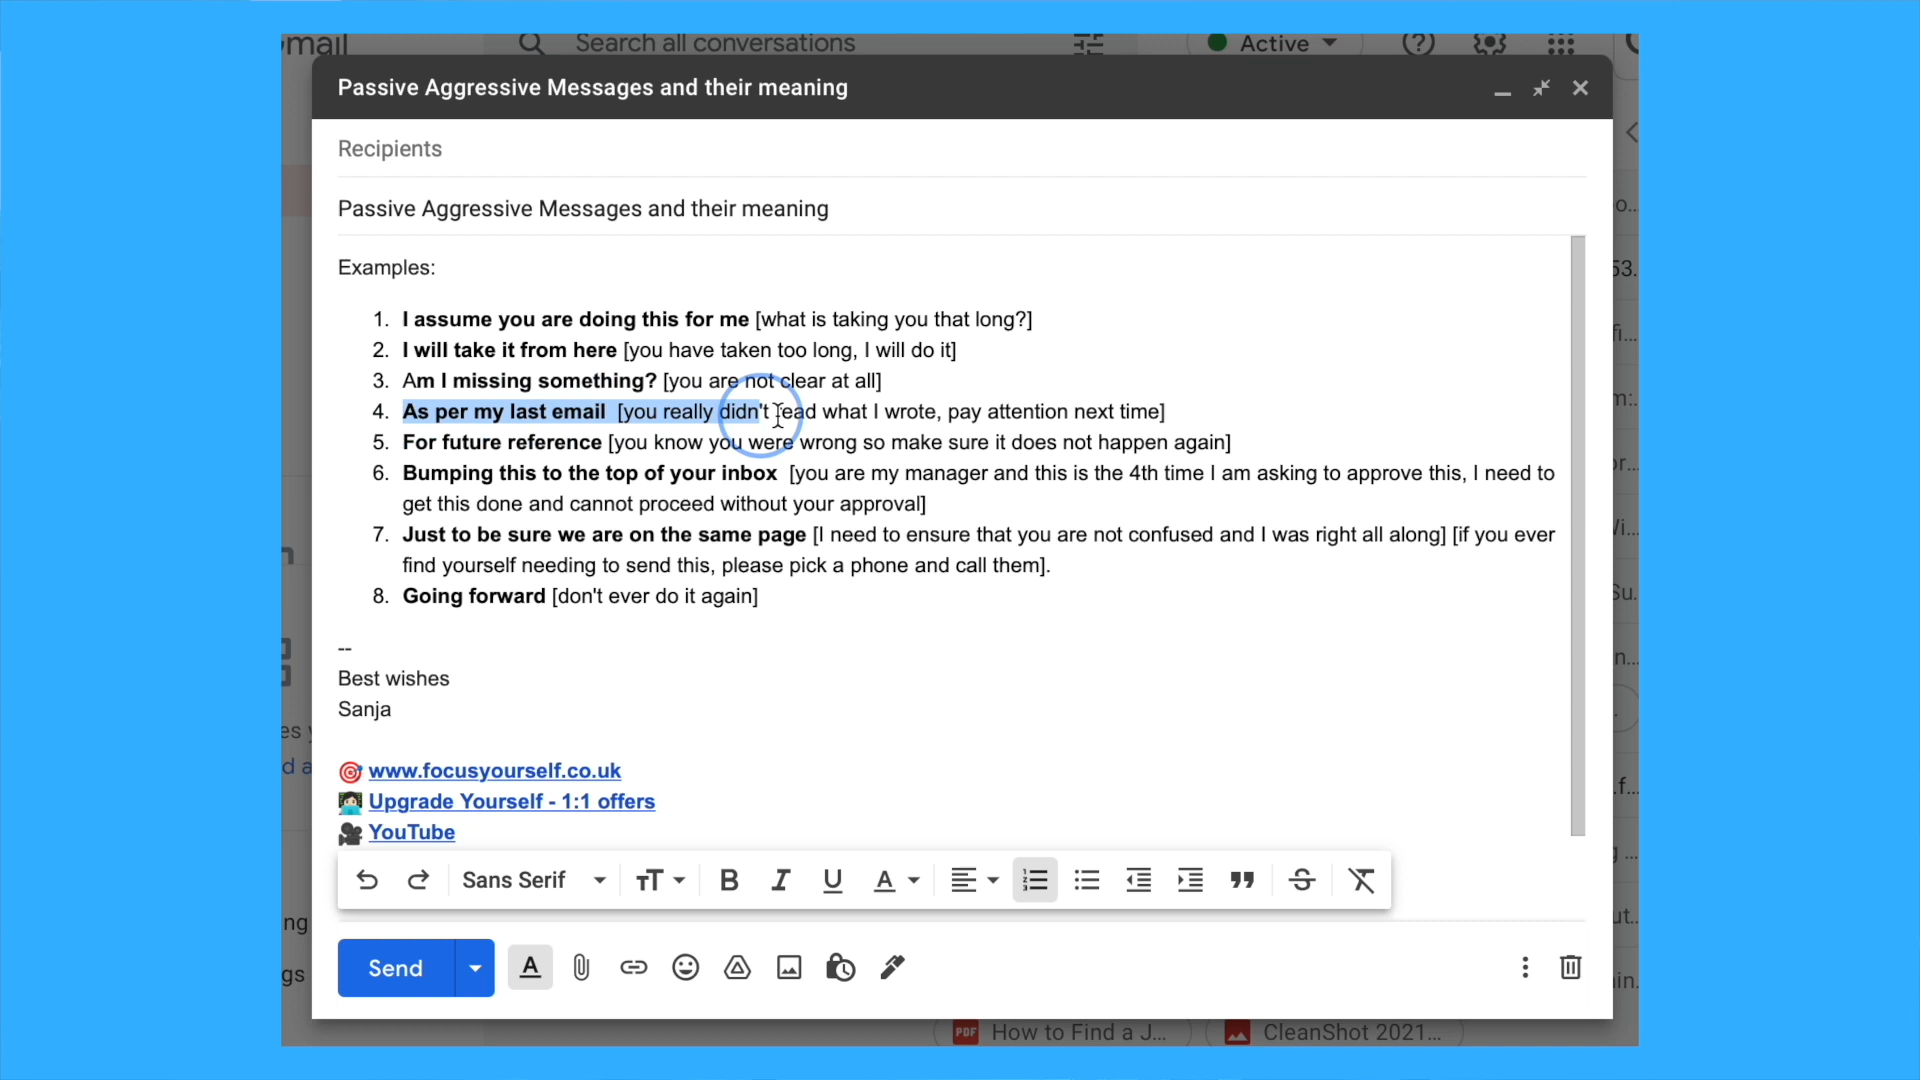 Search all conversations
Active
Passive Aggressive Messages and their meaning
Recipients
Passive Aggressive Messages and their meaning
Examples:
1. I assume you are doing this for me [what is taking you that long?]
2. I will take it from here [you have taken too long, I will do it]
3. Am I missing something? [you are not clear at all]
4. As per my last email [you really didn't read what I wrote, pay attention next time]
5. For future reference [you know you were wrong so make sure it does not happen again]
6. Bumping this to the top of your inbox [you are my manager and this is the 4th time I am asking to approve this, I need to
get this done and cannot proceed without your approval]
7. Just to be sure we are on the same page [I need to ensure that you are not confused and I was right all along] [if you ever
find yourself needing to send this, please pick a phone and call them].
8. Going forward [don't ever do it again]
--
Best wishes
Sanja
www.focusyourself.co.uk
Upgrade Yourself - 1:1 offers
YouTube
Sans Serif
Send
PDF How to Find a J... CleanShot 2021...